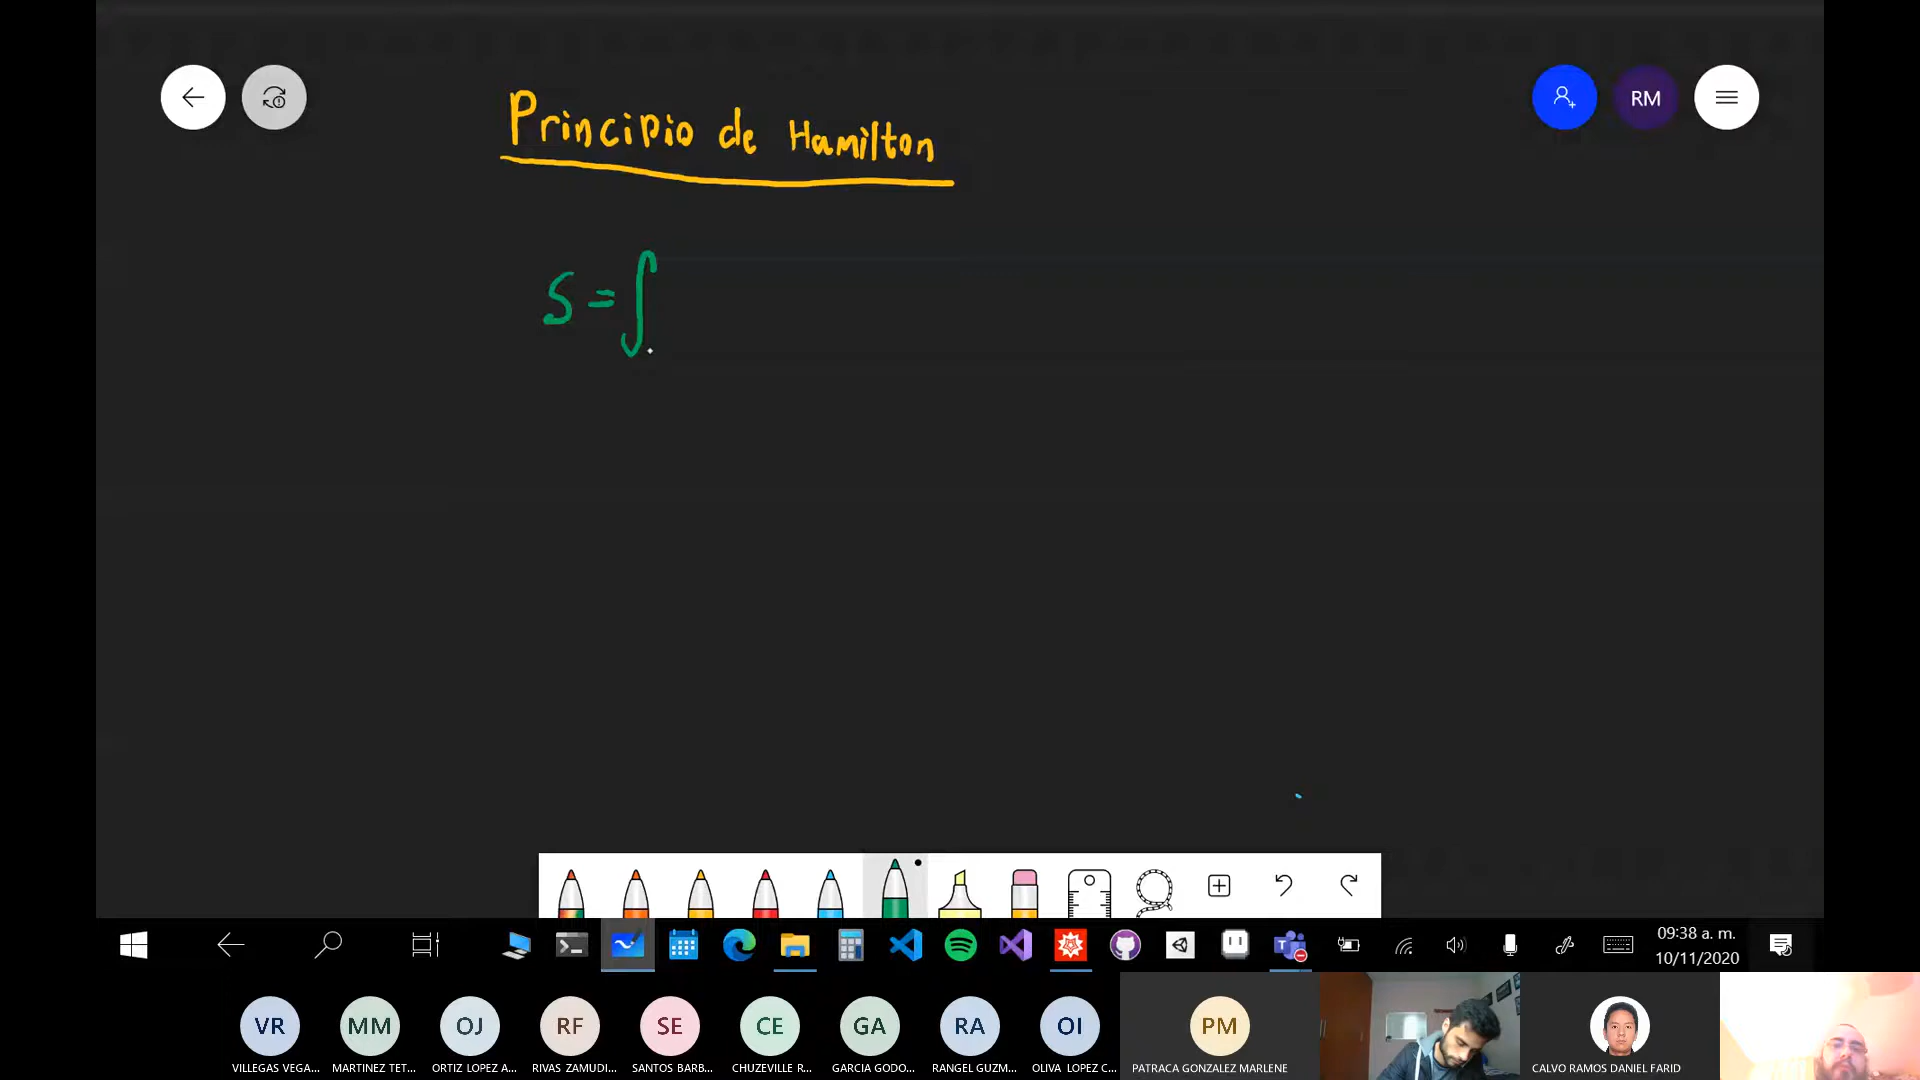 Principio de Hamilton
RM
S = ∫
09:38 a. m.
10/11/2020
VR
MM
OJ
RF
SE
CE
GA
RA
OI
PM
VILLEGAS VEGA...
MARTINEZ TET...
ORTIZ LOPEZ A...
RIVAS ZAMUDI...
SANTOS BARB...
CHUZEVILLE R...
GARCIA GODO...
RANGEL GUZM...
OLIVA LOPEZ C...
PATRACA GONZALEZ MARLENE
CALVO RAMOS DANIEL FARID